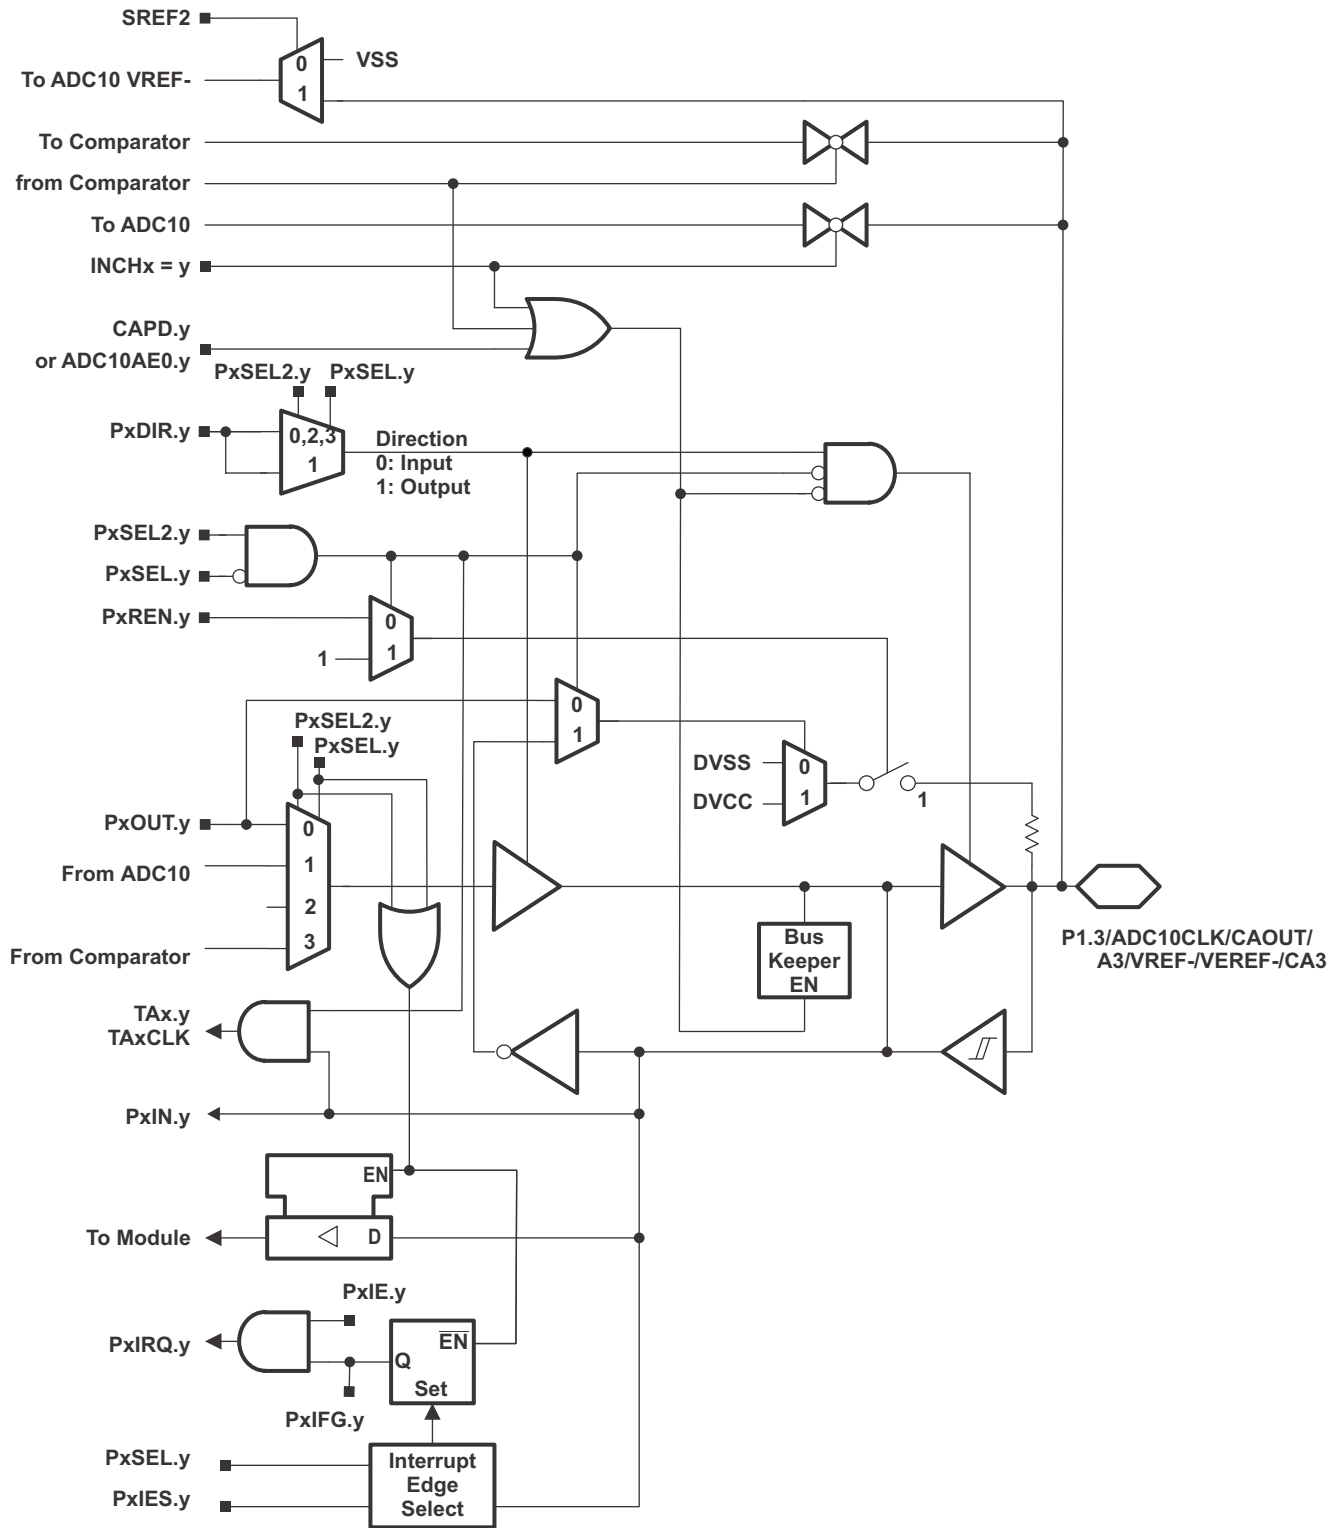 SREF2
0
VSS
To ADC10 VREF-
1
To Comparator
from Comparator
To ADC10
INCHx = y
CAPD.y
or ADC10AE0.y
PxSEL2.y
PxSEL.y
PxDIR.y
0,2,3
1
Direction
0: Input
1: Output
PxSEL2.y
PxSEL.y
PxREN.y
0
1
1
0
1
PxSEL2.y
PxSEL.y
DVSS
0
DVCC
1
1
PxOUT.y
0
From ADC10
1
2
From Comparator
3
Bus
Keeper
EN
P1.3/ADC10CLK/CAOUT/
A3/VREF-/VEREF-/CA3
TAx.y
TAxCLK
PxIN.y
EN
To Module
D
PxIE.y
PxIRQ.y
EN
Q
Set
PxIFG.y
PxSEL.y
PxIES.y
Interrupt
Edge
Select